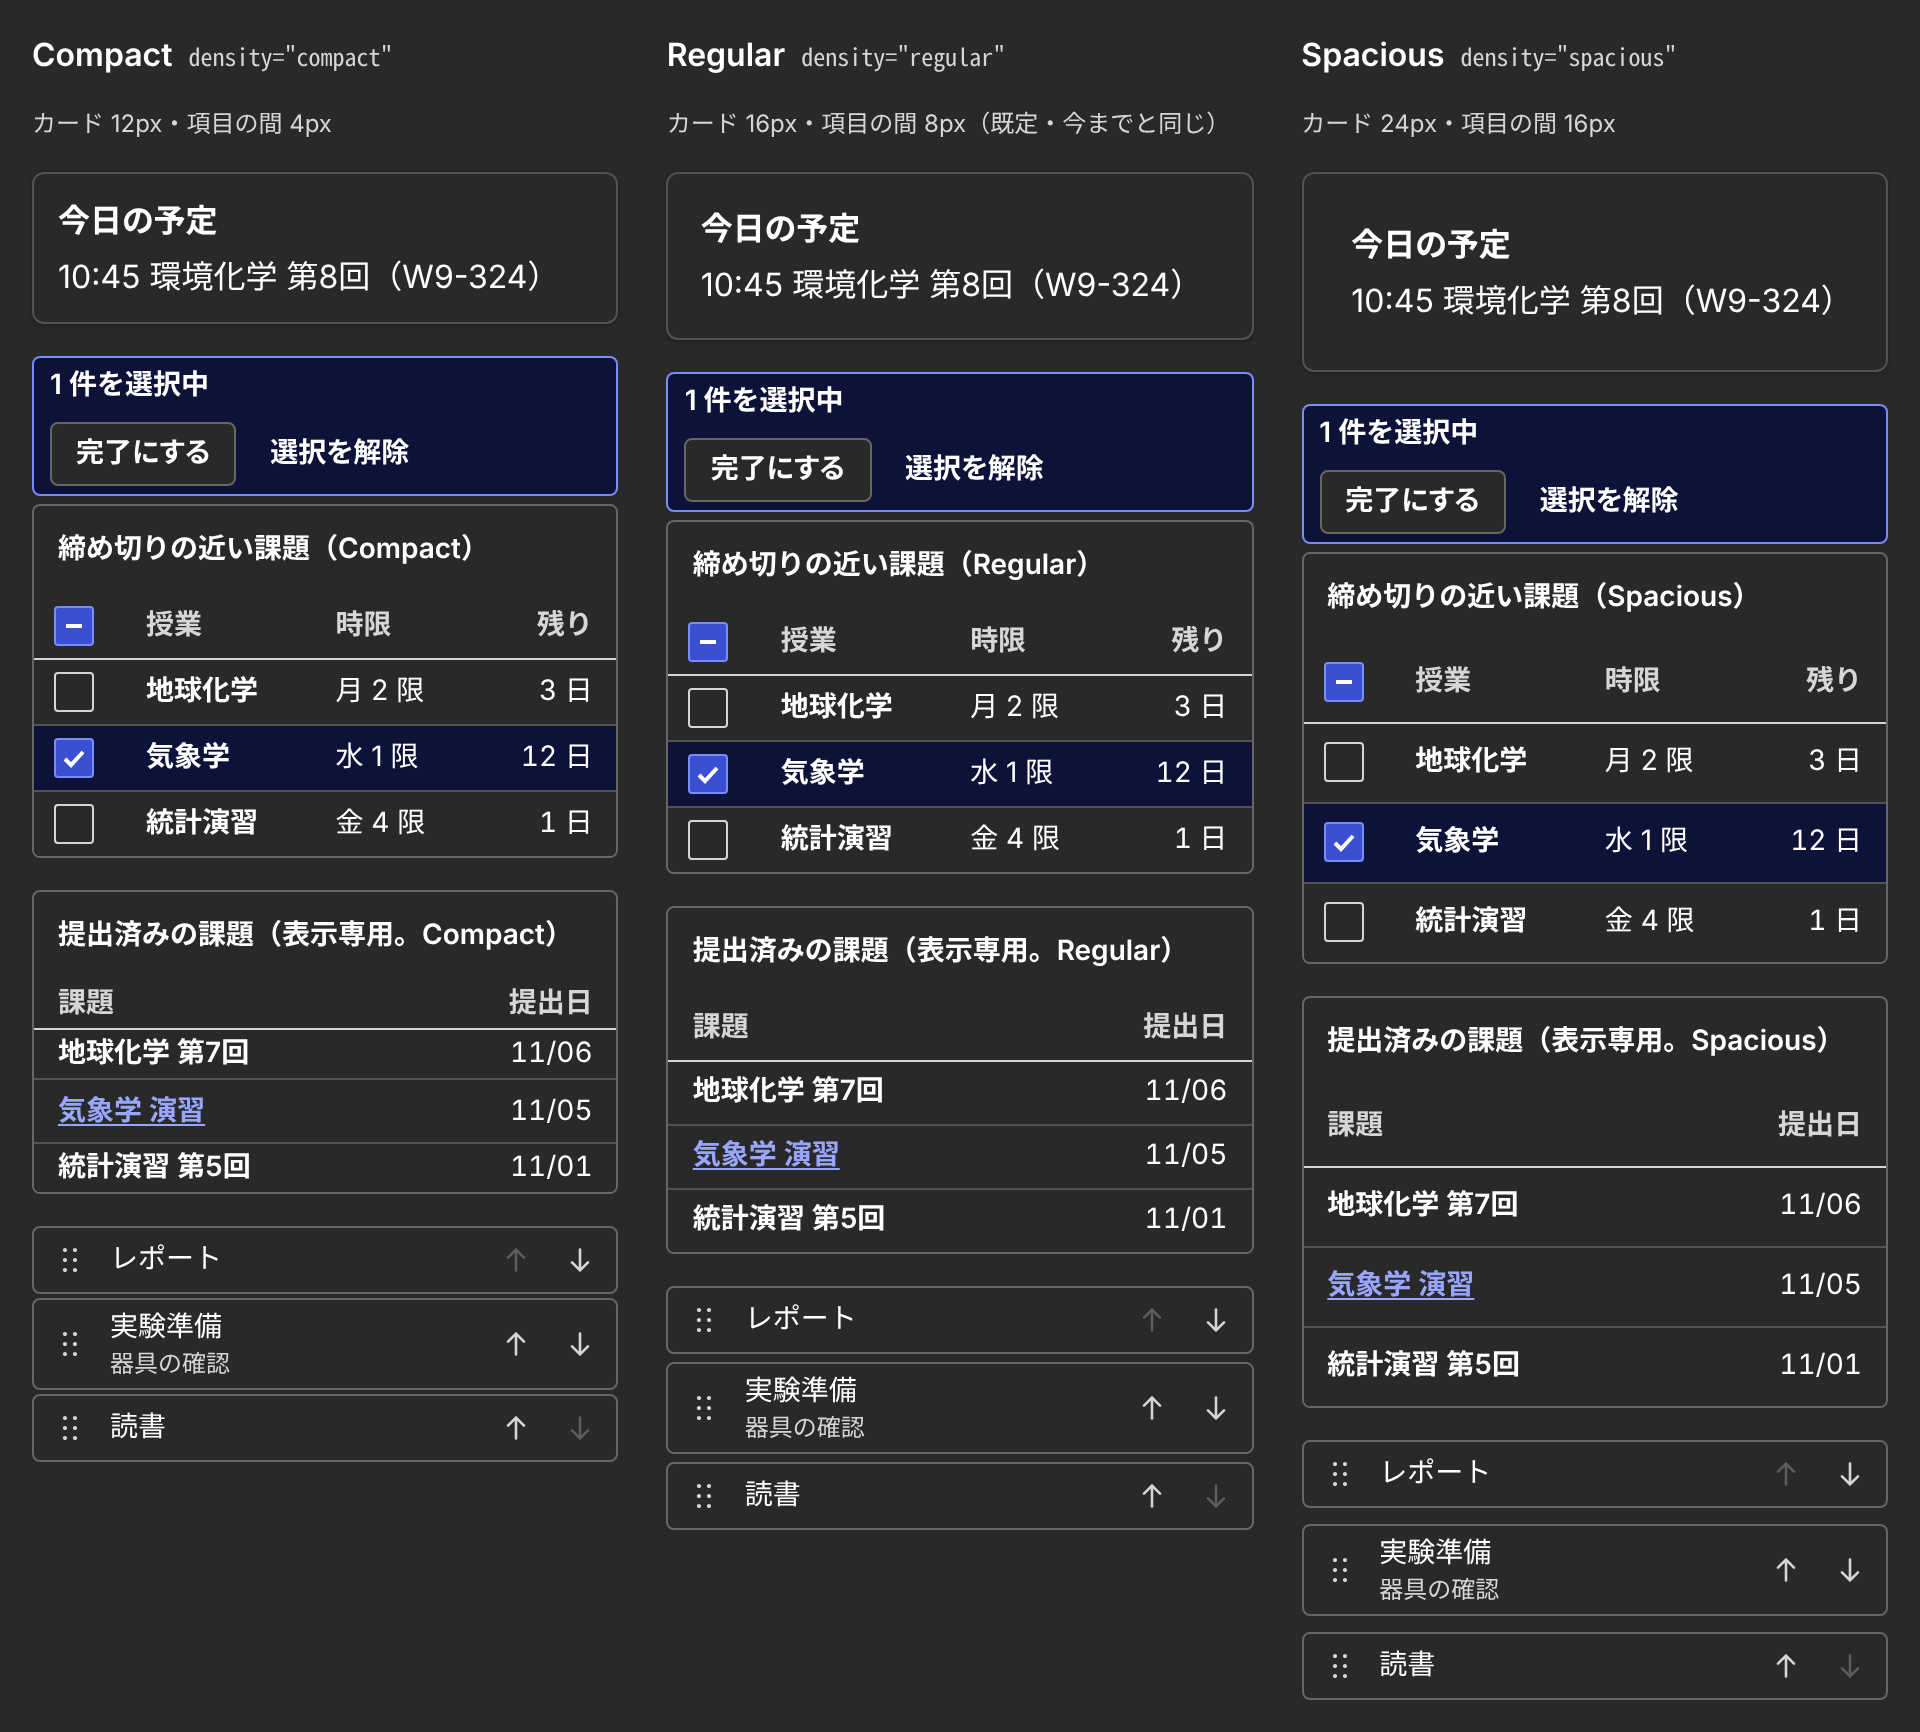 Compact density="compact"
カード 12px・項目の間 4px
今日の予定
10:45 環境化学 第8回（W9-324）
1 件を選択中
完了にする 選択を解除
締め切りの近い課題（Compact）
授業 時限 残り
地球化学 月 2 限 3 日
気象学 水 1 限 12 日
統計演習 金 4 限 1 日
提出済みの課題（表示専用。Compact）
課題 提出日
地球化学 第7回 11/06
気象学 演習 11/05
統計演習 第5回 11/01
レポート
実験準備
器具の確認
読書
Regular density="regular"
カード 16px・項目の間 8px（既定・今までと同じ）
今日の予定
10:45 環境化学 第8回（W9-324）
1 件を選択中
完了にする 選択を解除
締め切りの近い課題（Regular）
授業 時限 残り
地球化学 月 2 限 3 日
気象学 水 1 限 12 日
統計演習 金 4 限 1 日
提出済みの課題（表示専用。Regular）
課題 提出日
地球化学 第7回 11/06
気象学 演習 11/05
統計演習 第5回 11/01
レポート
実験準備
器具の確認
読書
Spacious density="spacious"
カード 24px・項目の間 16px
今日の予定
10:45 環境化学 第8回（W9-324）
1 件を選択中
完了にする 選択を解除
締め切りの近い課題（Spacious）
授業 時限 残り
地球化学 月 2 限 3 日
気象学 水 1 限 12 日
統計演習 金 4 限 1 日
提出済みの課題（表示専用。Spacious）
課題 提出日
地球化学 第7回 11/06
気象学 演習 11/05
統計演習 第5回 11/01
レポート
実験準備
器具の確認
読書